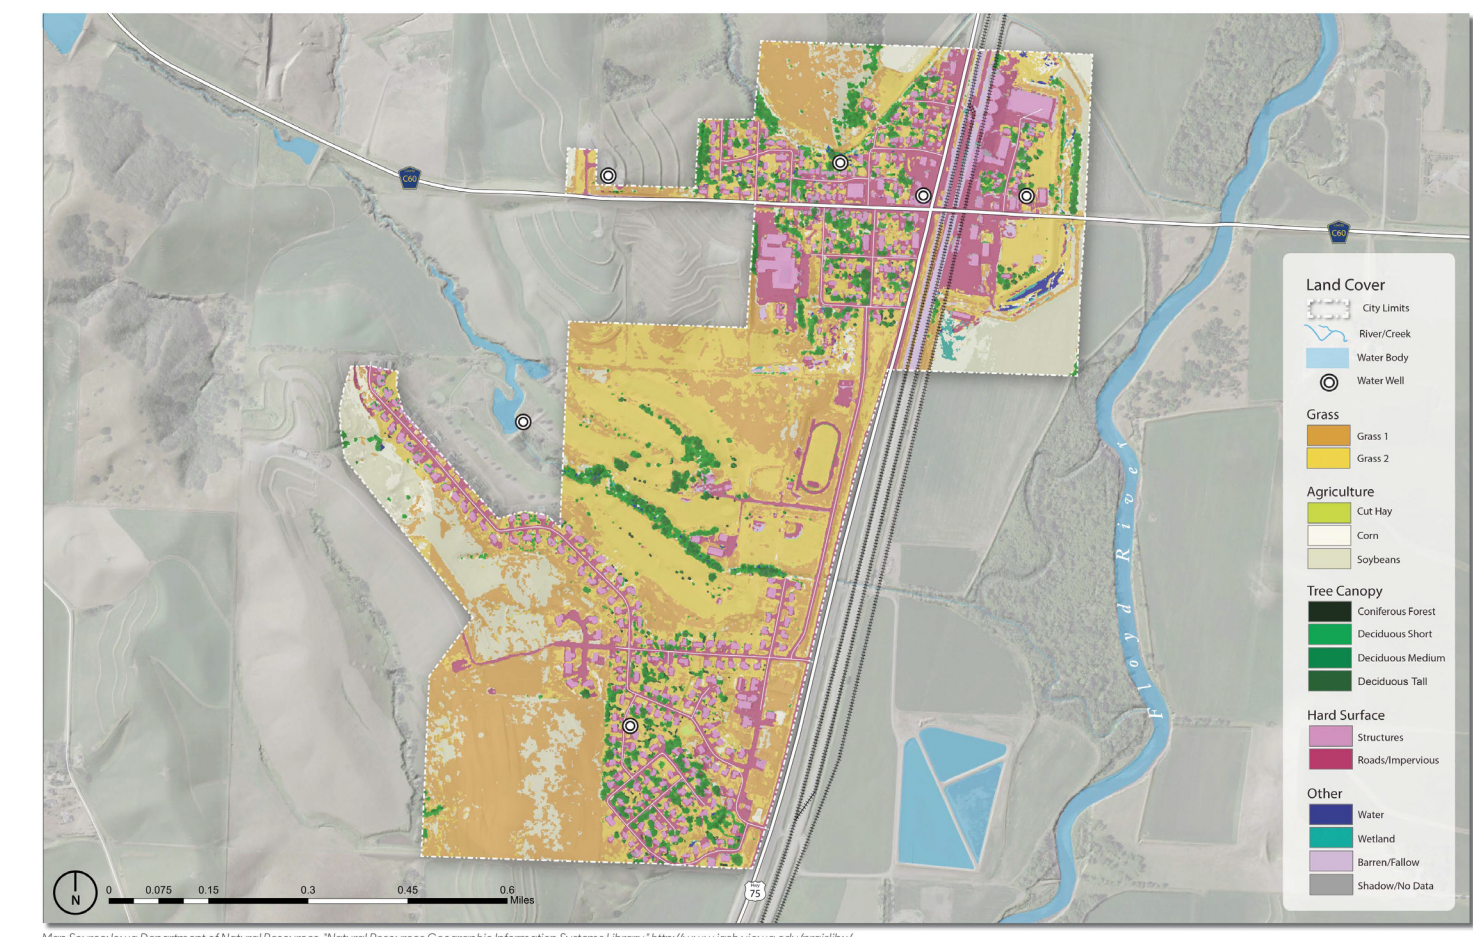 C60
C60
Land Cover
City Limits
River/Creek
Water Body
Water Well
Grass
Grass 1
Grass 2
Agriculture
Cut Hay
Corn
Soybeans
Tree Canopy
Coniferous Forest
Deciduous Short
Deciduous Medium
Deciduous Tall
Hard Surface
Structures
Roads/Impervious
Other
Water
Wetland
Barren/Fallow
Shadow/No Data
Floyd River
Hwy
75
N
0 0.075 0.15 0.3 0.45 0.6
Miles